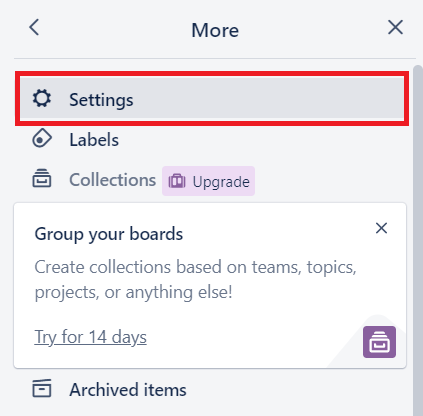 More
Settings
Labels
Collections Upgrade
Group your boards
Create collections based on teams, topics,
projects, or anything else!
Try for 14 days
Archived items